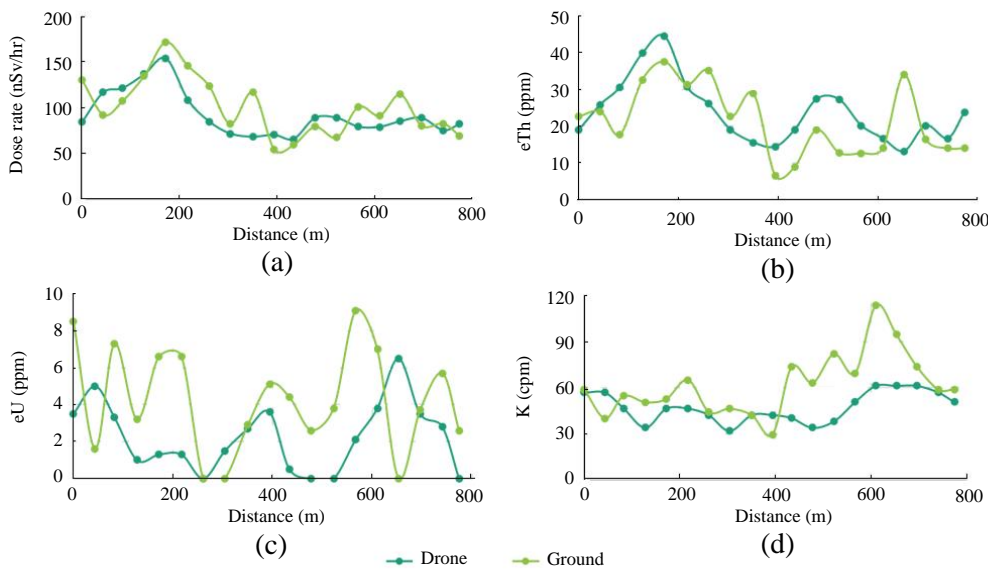 200
150
100
50
0
Dose rate (nSv/hr)
0 200 400 600 800
Distance (m)
(a)
50
40
30
20
10
0
eTh (ppm)
0 200 400 600 800
Distance (m)
(b)
10
8
6
4
2
0
eU (ppm)
0 200 400 600 800
Distance (m)
(c)
120
90
60
30
0
K (cpm)
0 200 400 600 800
Distance (m)
(d)
Drone Ground